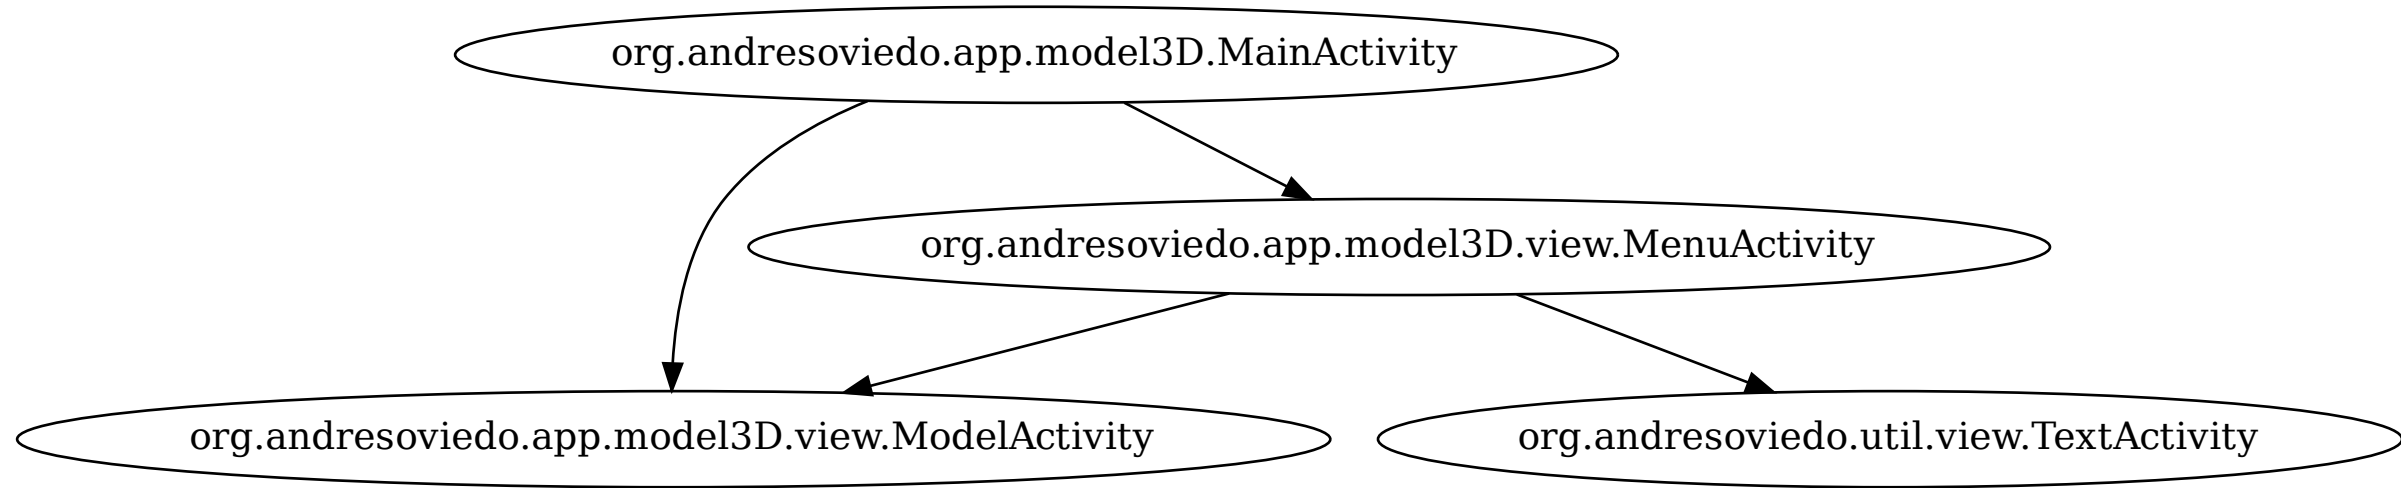 org.andresoviedo.app.model3D.MainActivity
org.andresoviedo.app.model3D.view.MenuActivity
org.andresoviedo.app.model3D.view.ModelActivity
org.andresoviedo.util.view.TextActivity